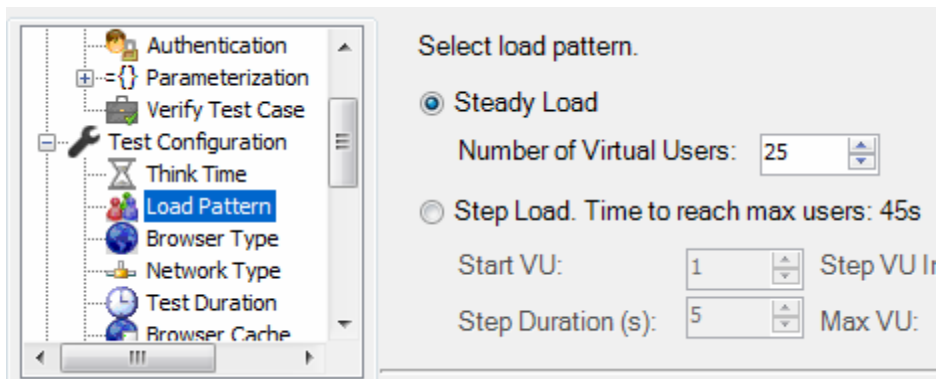 Authentication
={} Parameterization
Verify Test Case
Test Configuration
Think Time
Load Pattern
Browser Type
Network Type
Test Duration
Browser Cache
Select load pattern.
Steady Load
Number of Virtual Users: 25
Step Load. Time to reach max users: 45s
Start VU: 1 Step VU
Step Duration (s): 5 Max VU: